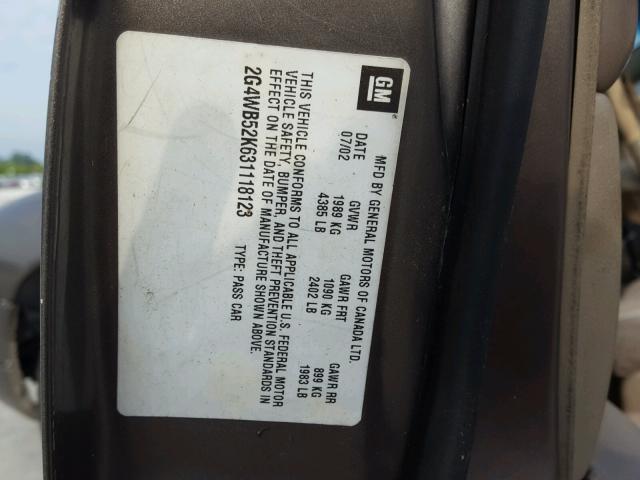 GM
MFD BY GENERAL MOTORS OF CANADA LTD.
DATE GVWR GAWR FRT GAWR RR
07/02 1989 KG 1090 KG 899 KG
4385 LB 2402 LB 1983 LB
THIS VEHICLE CONFORMS TO ALL APPLICABLE U.S. FEDERAL MOTOR
VEHICLE SAFETY, BUMPER, AND THEFT PREVENTION STANDARDS IN
EFFECT ON THE DATE OF MANUFACTURE SHOWN ABOVE.
2G4WB52K631118123 TYPE: PASS CAR